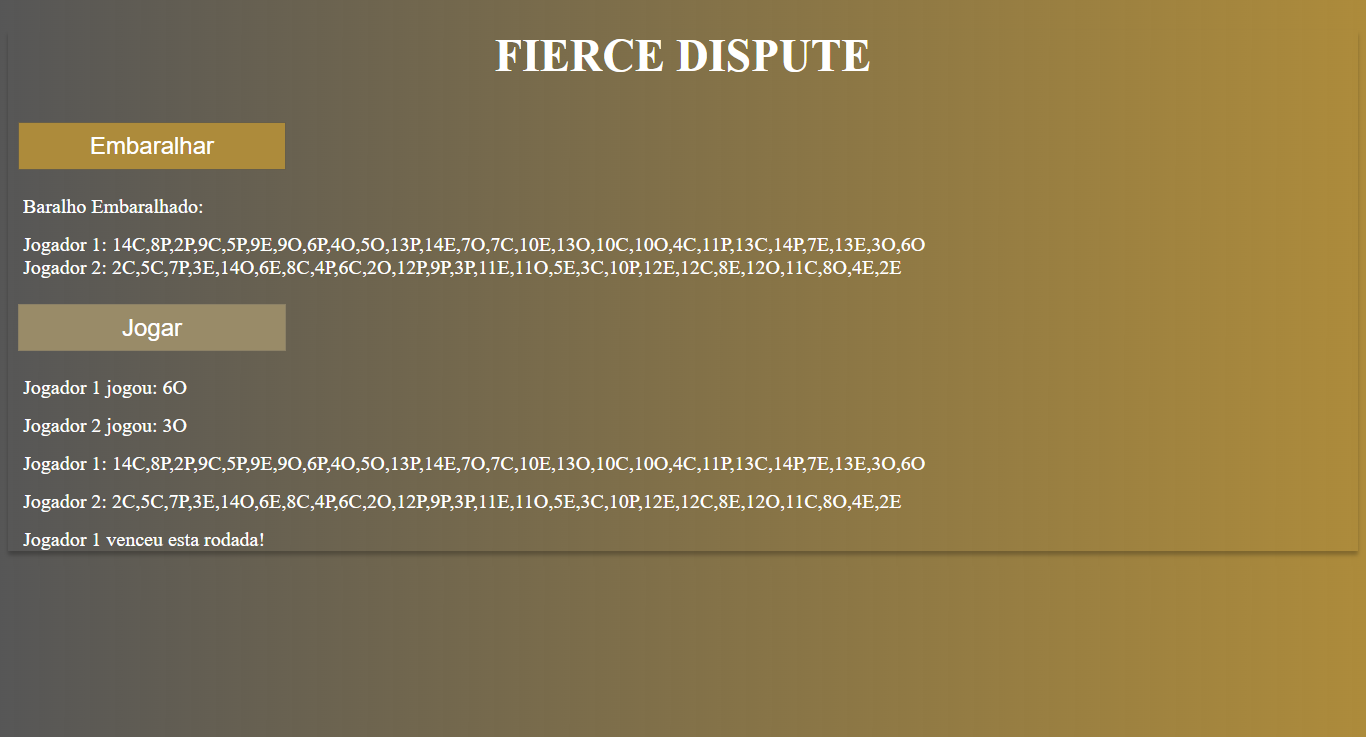 FIERCE DISPUTE
Embaralhar
Baralho Embaralhado:
Jogador 1: 14C,8P,2P,9C,5P,9E,9O,6P,4O,5O,13P,14E,7O,7C,10E,13O,10C,10O,4C,11P,13C,14P,7E,13E,3O,6O
Jogador 2: 2C,5C,7P,3E,14O,6E,8C,4P,6C,2O,12P,9P,3P,11E,11O,5E,3C,10P,12E,12C,8E,12O,11C,8O,4E,2E
Jogar
Jogador 1 jogou: 6O
Jogador 2 jogou: 3O
Jogador 1: 14C,8P,2P,9C,5P,9E,9O,6P,4O,5O,13P,14E,7O,7C,10E,13O,10C,10O,4C,11P,13C,14P,7E,13E,3O,6O
Jogador 2: 2C,5C,7P,3E,14O,6E,8C,4P,6C,2O,12P,9P,3P,11E,11O,5E,3C,10P,12E,12C,8E,12O,11C,8O,4E,2E
Jogador 1 venceu esta rodada!